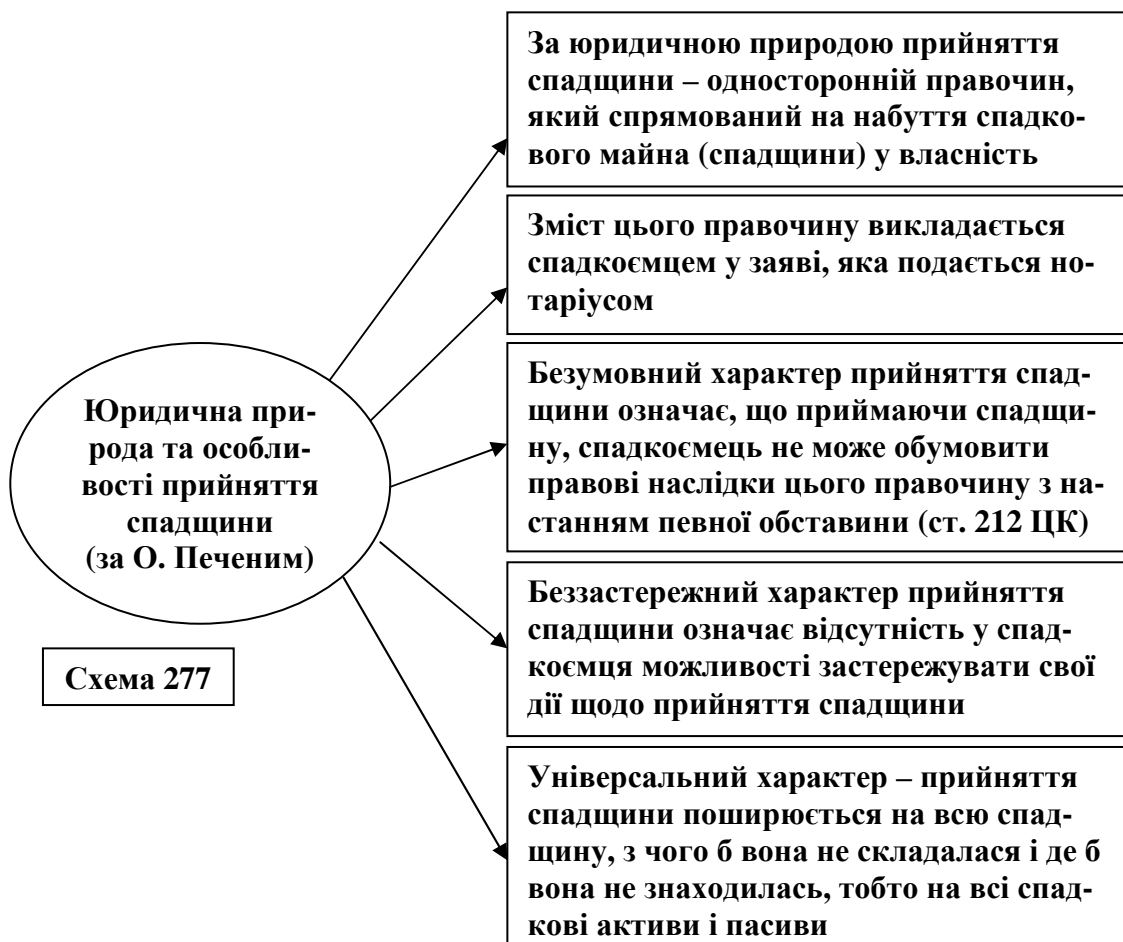 За юридичною природою прийняття
спадщини – односторонній правочин,
який спрямований на набуття спадко-
вого майна (спадщини) у власність
Зміст цього правочину викладається
спадкоємцем у заяві, яка подається но-
таріусом
Безумовний характер прийняття спад-
щини означає, що приймаючи спадщи-
ну, спадкоємець не може обумовити
правові наслідки цього правочину з на-
станням певної обставини (ст. 212 ЦК)
Юридична при-
рода та особли-
вості прийняття
спадщини
(за О. Печеним)
Беззастережний характер прийняття
спадщини означає відсутність у спад-
коємця можливості застережувати свої
дії щодо прийняття спадщини
Схема 277
Універсальний характер – прийняття
спадщини поширюється на всю спад-
щину, з чого б вона не складалася і де б
вона не знаходилась, тобто на всі спад-
кові активи і пасиви